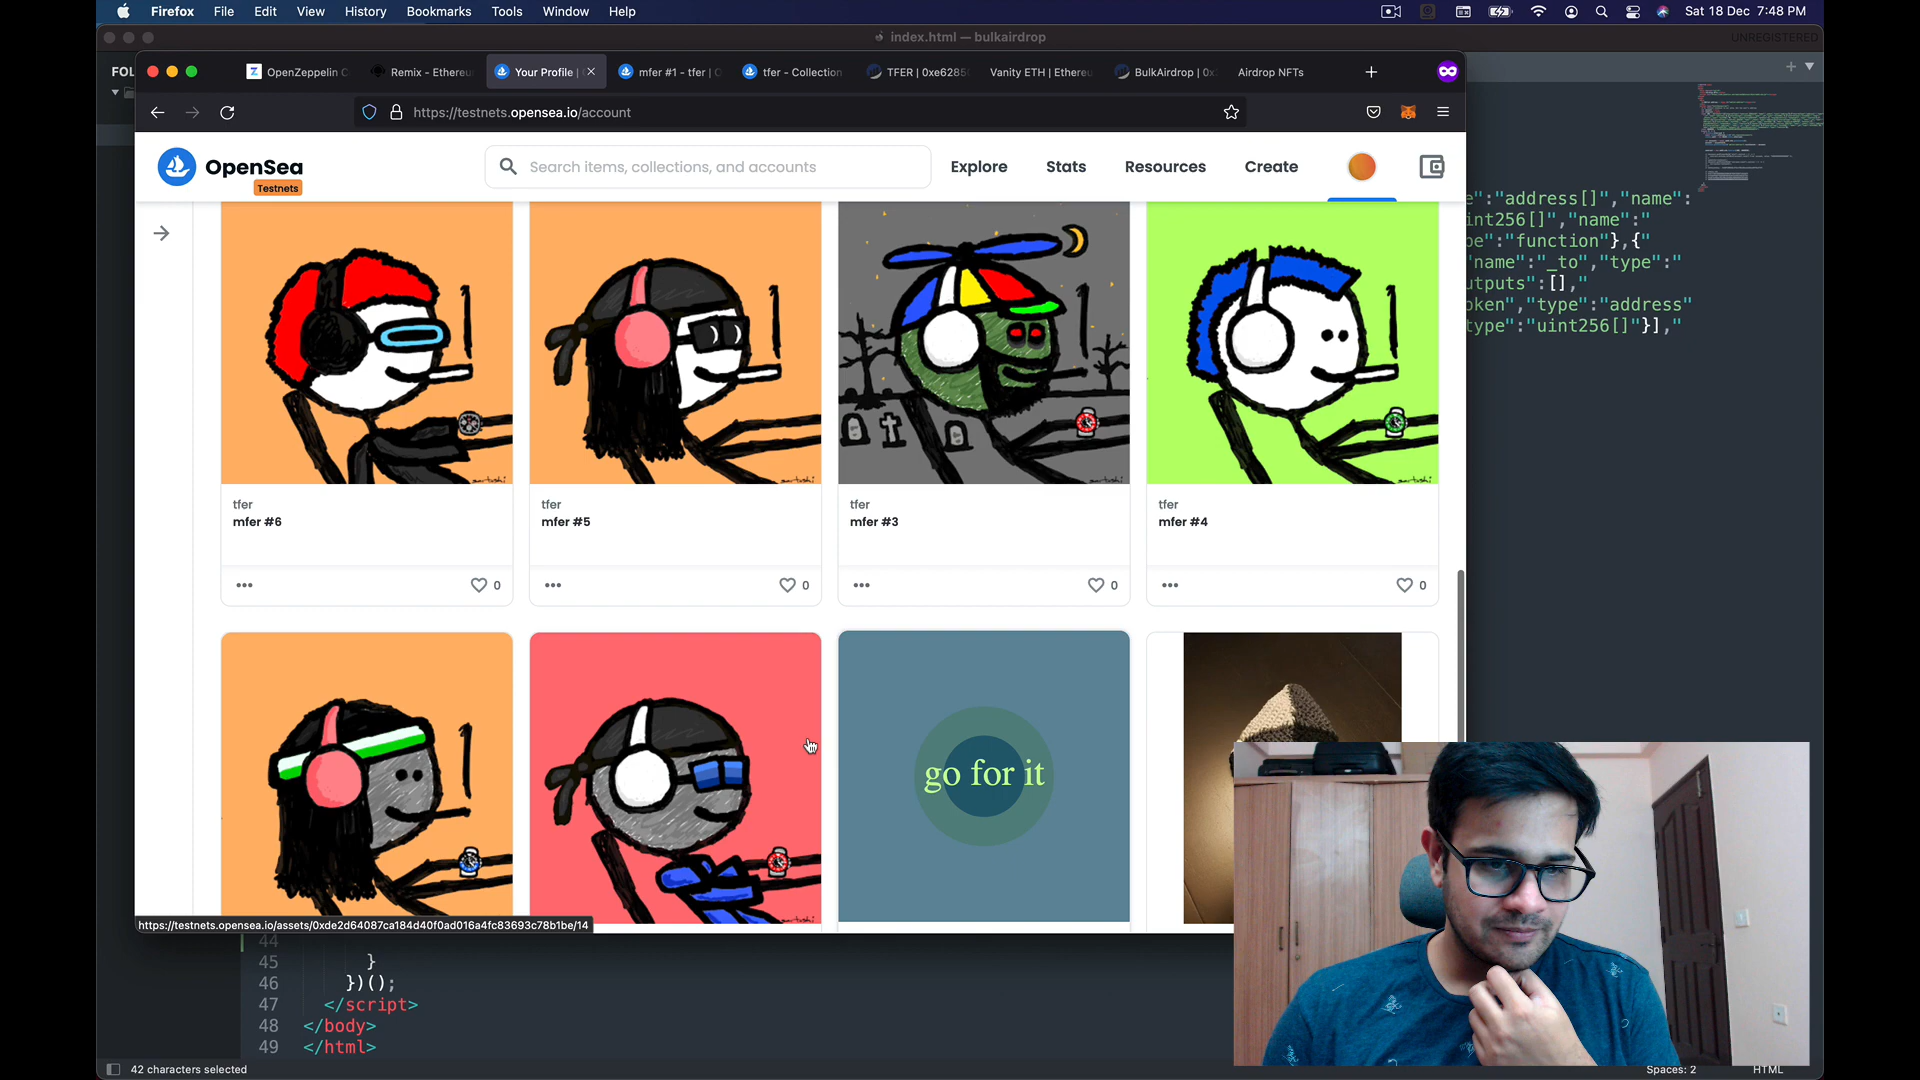 Firefox File Edit View History Bookmarks Tools Window Help
Sat 18 Dec 7:48 PM
index.html — bulkairdrop
UNREGISTERED
FOL
OpenZeppelin C
Remix - Ethereu
Your Profile |
mfer #1 - tfer | O
tfer - Collection
TFER | 0xe6285
Vanity ETH | Ethereu
BulkAirdrop | 0x
Airdrop NFTs
https://testnets.opensea.io/account
OpenSea
Testnets
Search items, collections, and accounts
Explore Stats Resources Create
e":"address[]","name":
int256[]","name":"
pe":"function"},{"
"name":"_to","type":"
utputs":[],"
oken","type":"address"
type":"uint256[]"}],"
tfer
mfer #6
0
tfer
mfer #5
0
tfer
mfer #3
0
tfer
mfer #4
0
go for it
https://testnets.opensea.io/assets/0xde2d64087ca184d40f0ad016a4fc83693c78b1be/14
44
45 }
46 })();
47 </script>
48 </body>
49 </html>
42 characters selected
Spaces: 2
HTML